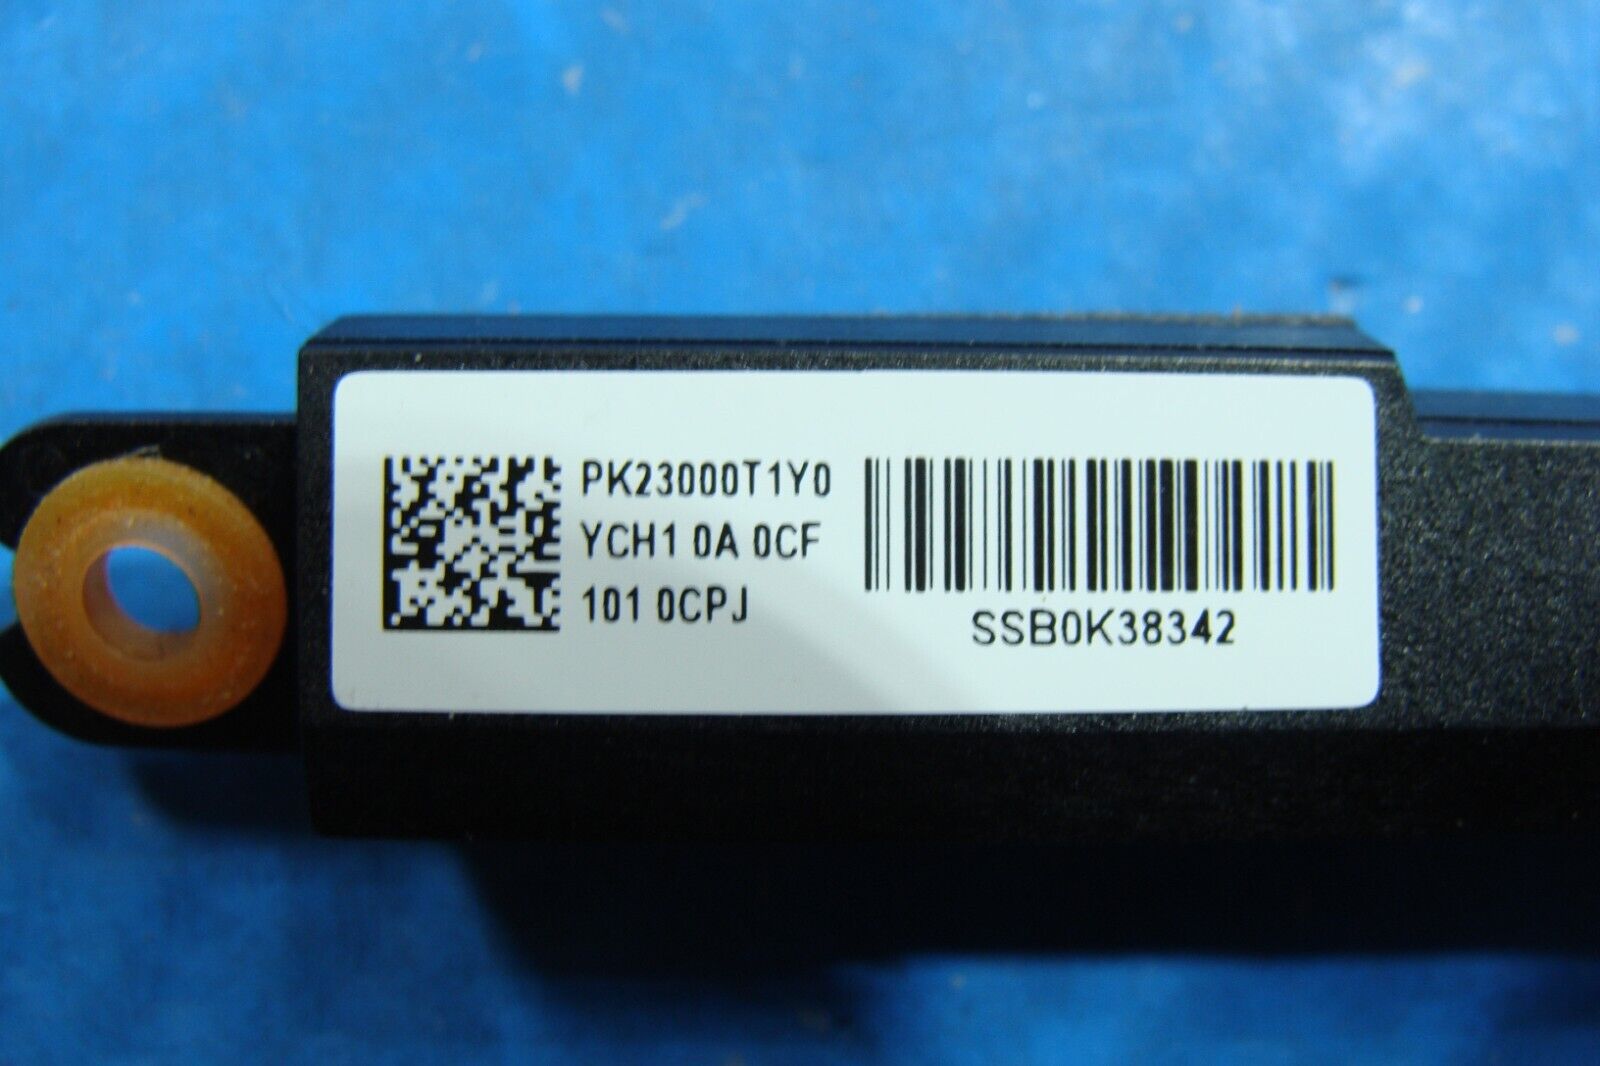 PK23000T1Y0
YCH1 0A 0CF
101 0CPJ
SSB0K38342